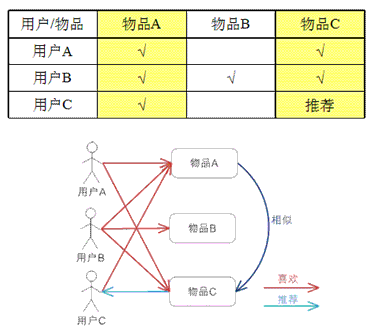 用户/物品 物品A 物品B 物品C
用户A √ √
用户B √ √ √
用户C √ 推荐
用户A
物品A
相似
用户B
物品B
用户C
物品C
喜欢
推荐